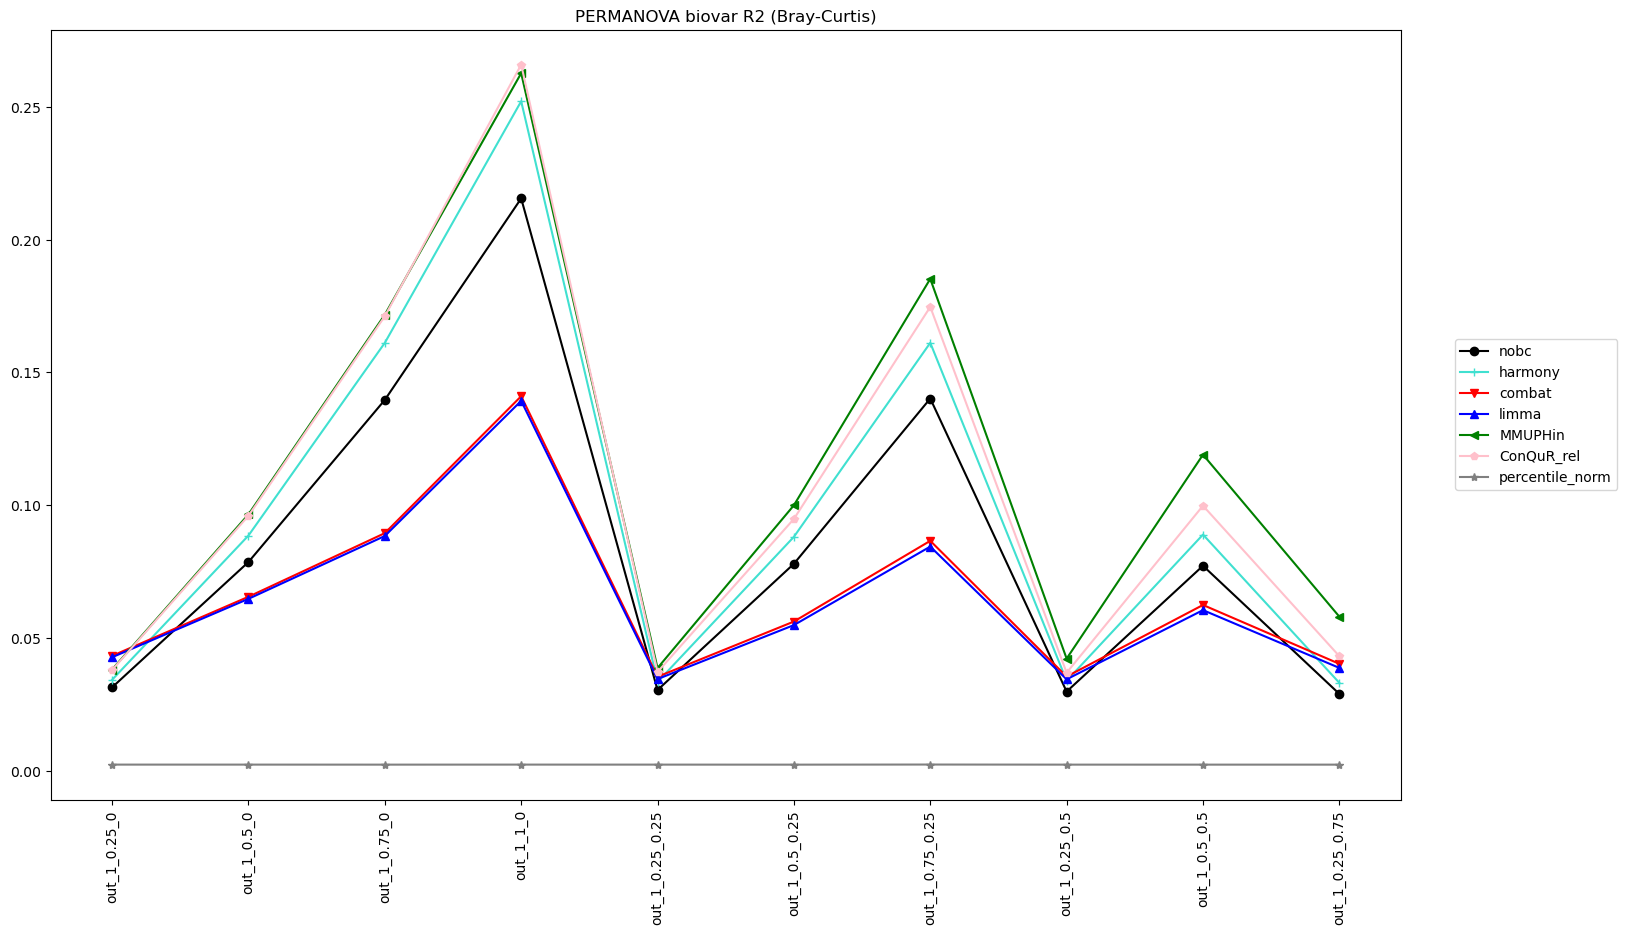 PERMANOVA biovar R2 (Bray-Curtis)
0.25
0.20
0.15
0.10
0.05
0.00
out_1_0.25_0
out_1_0.5_0
out_1_0.75_0
out_1_1_0
out_1_0.25_0.25
out_1_0.5_0.25
out_1_0.75_0.25
out_1_0.25_0.5
out_1_0.5_0.5
out_1_0.25_0.75
nobc
harmony
combat
limma
MMUPHin
ConQuR_rel
percentile_norm